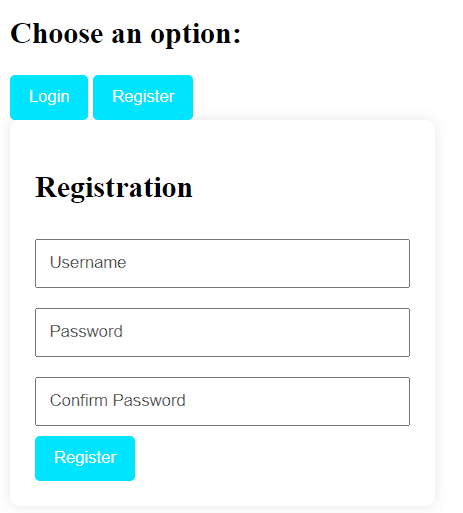 Choose an option:
Login Register
Registration
Username
Password
Confirm Password
Register